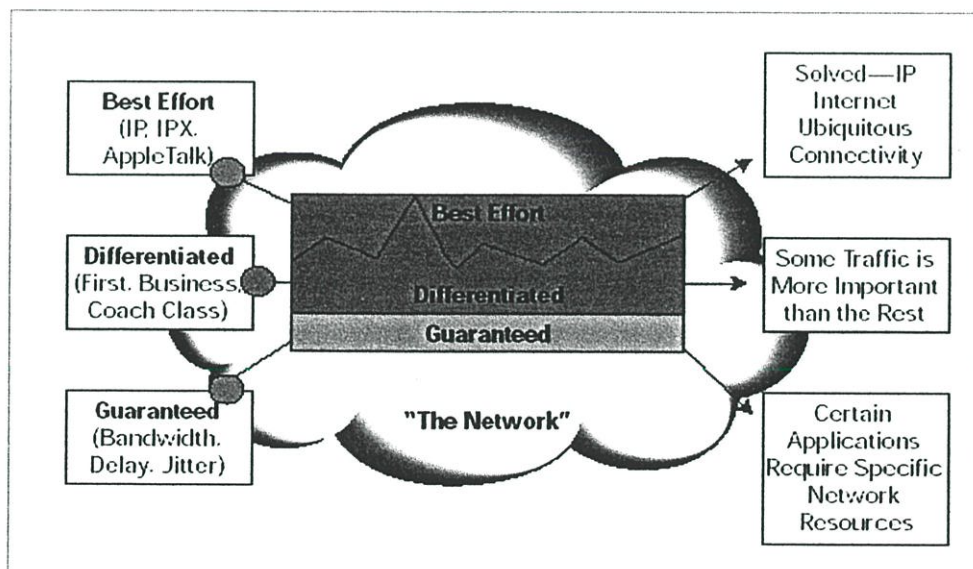 Best Effort
(IP, IPX,
AppleTalk)
Differentiated
(First, Business,
Coach Class)
Guaranteed
(Bandwidth,
Delay, Jitter)
Best Effort
Differentiated
Guaranteed
"The Network"
Solved—IP
Internet
Ubiquitous
Connectivity
Some Traffic is
More Important
than the Rest
Certain
Applications
Require Specific
Network
Resources